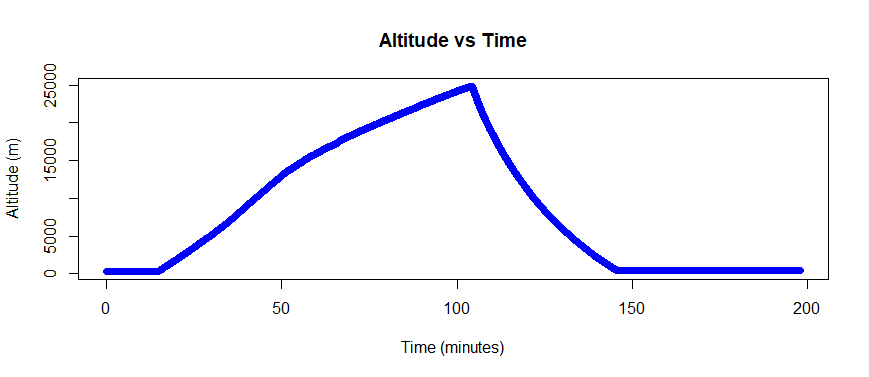 Altitude vs Time
Altitude (m)
25000
15000
5000
0
0 50 100 150 200
Time (minutes)